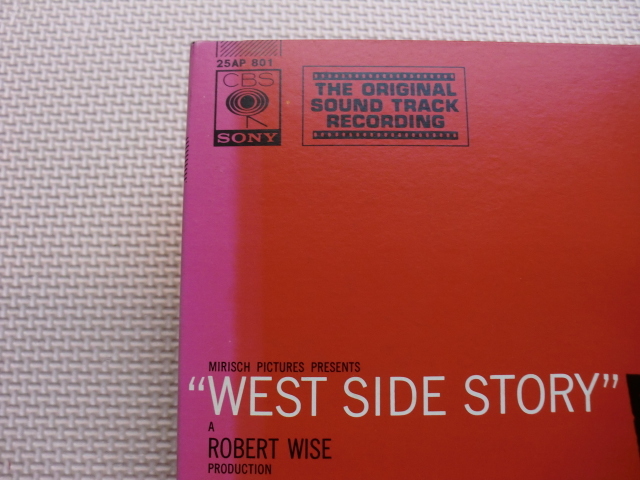 25AP 801
CBS
SONY
THE ORIGINAL
SOUND TRACK
RECORDING
MIRISCH PICTURES PRESENTS
“WEST SIDE STORY”
A
ROBERT WISE
PRODUCTION